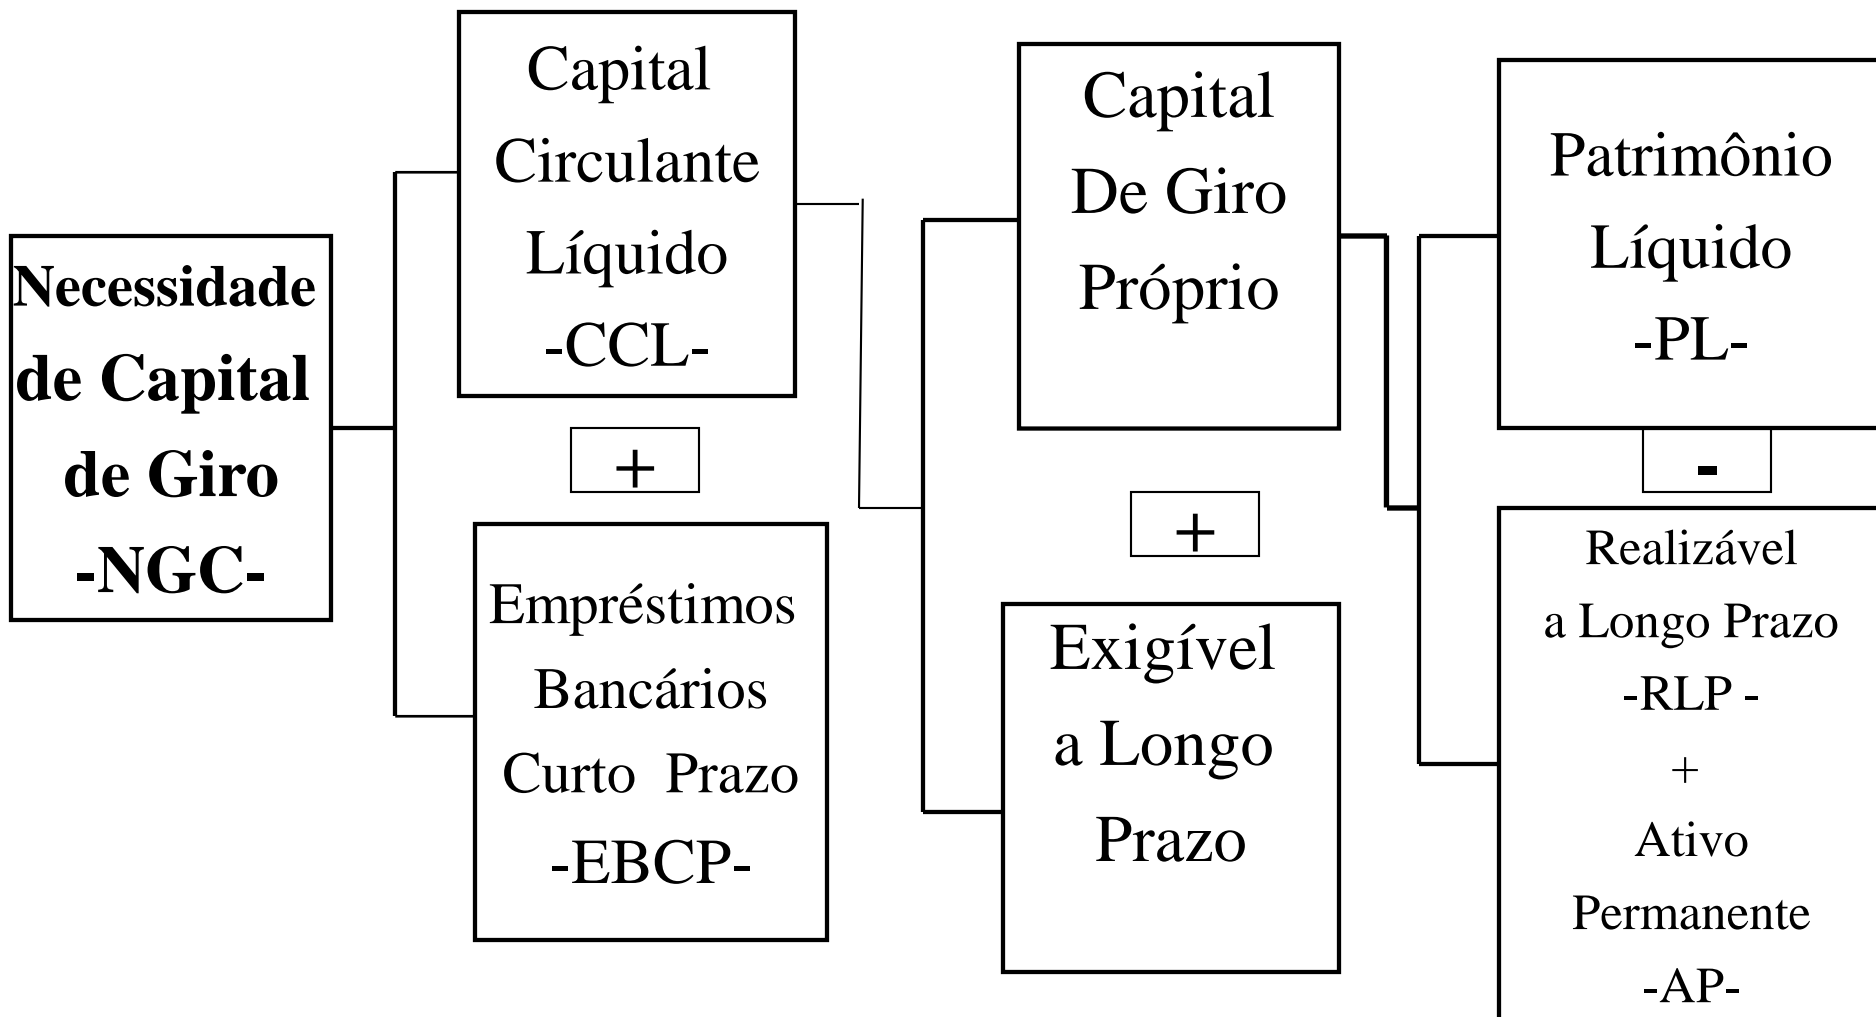 Necessidade
de Capital
de Giro
-NGC-
Capital
Circulante
Líquido
-CCL-
+
Empréstimos
Bancários
Curto Prazo
-EBCP-
Capital
De Giro
Próprio
+
Exigível
a Longo
Prazo
Patrimônio
Líquido
-PL-
-
Realizável
a Longo Prazo
-RLP -
+
Ativo
Permanente
-AP-